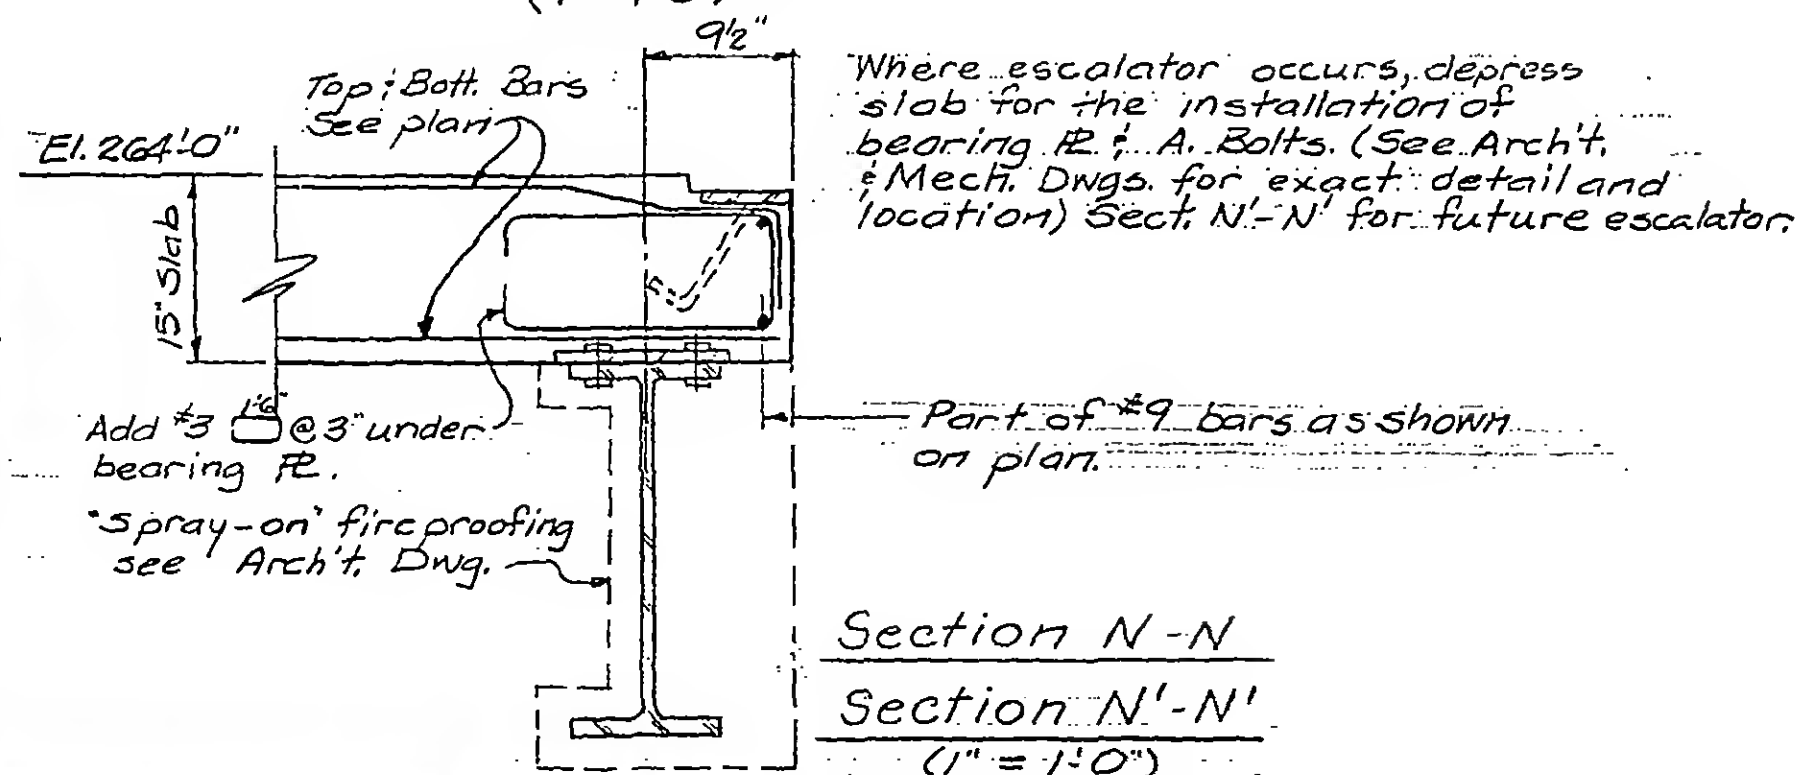 9½"
Top & Bott. Bars
See plan
Where escalator occurs, depress
slab for the installation of
bearing PL & A. Bolts. (See Arch't.
& Mech. Dwgs. for exact detail and
location) Sect. N'-N' for future escalator.
El. 264'-0"
15" Slab
1'-6"
Add #3 @ 3" under
bearing PL.
Part of #9 bars as shown
on plan.
"Spray-on" fireproofing
see Arch't. Dwg.
Section N-N
Section N'-N'
(1" = 1'-0")